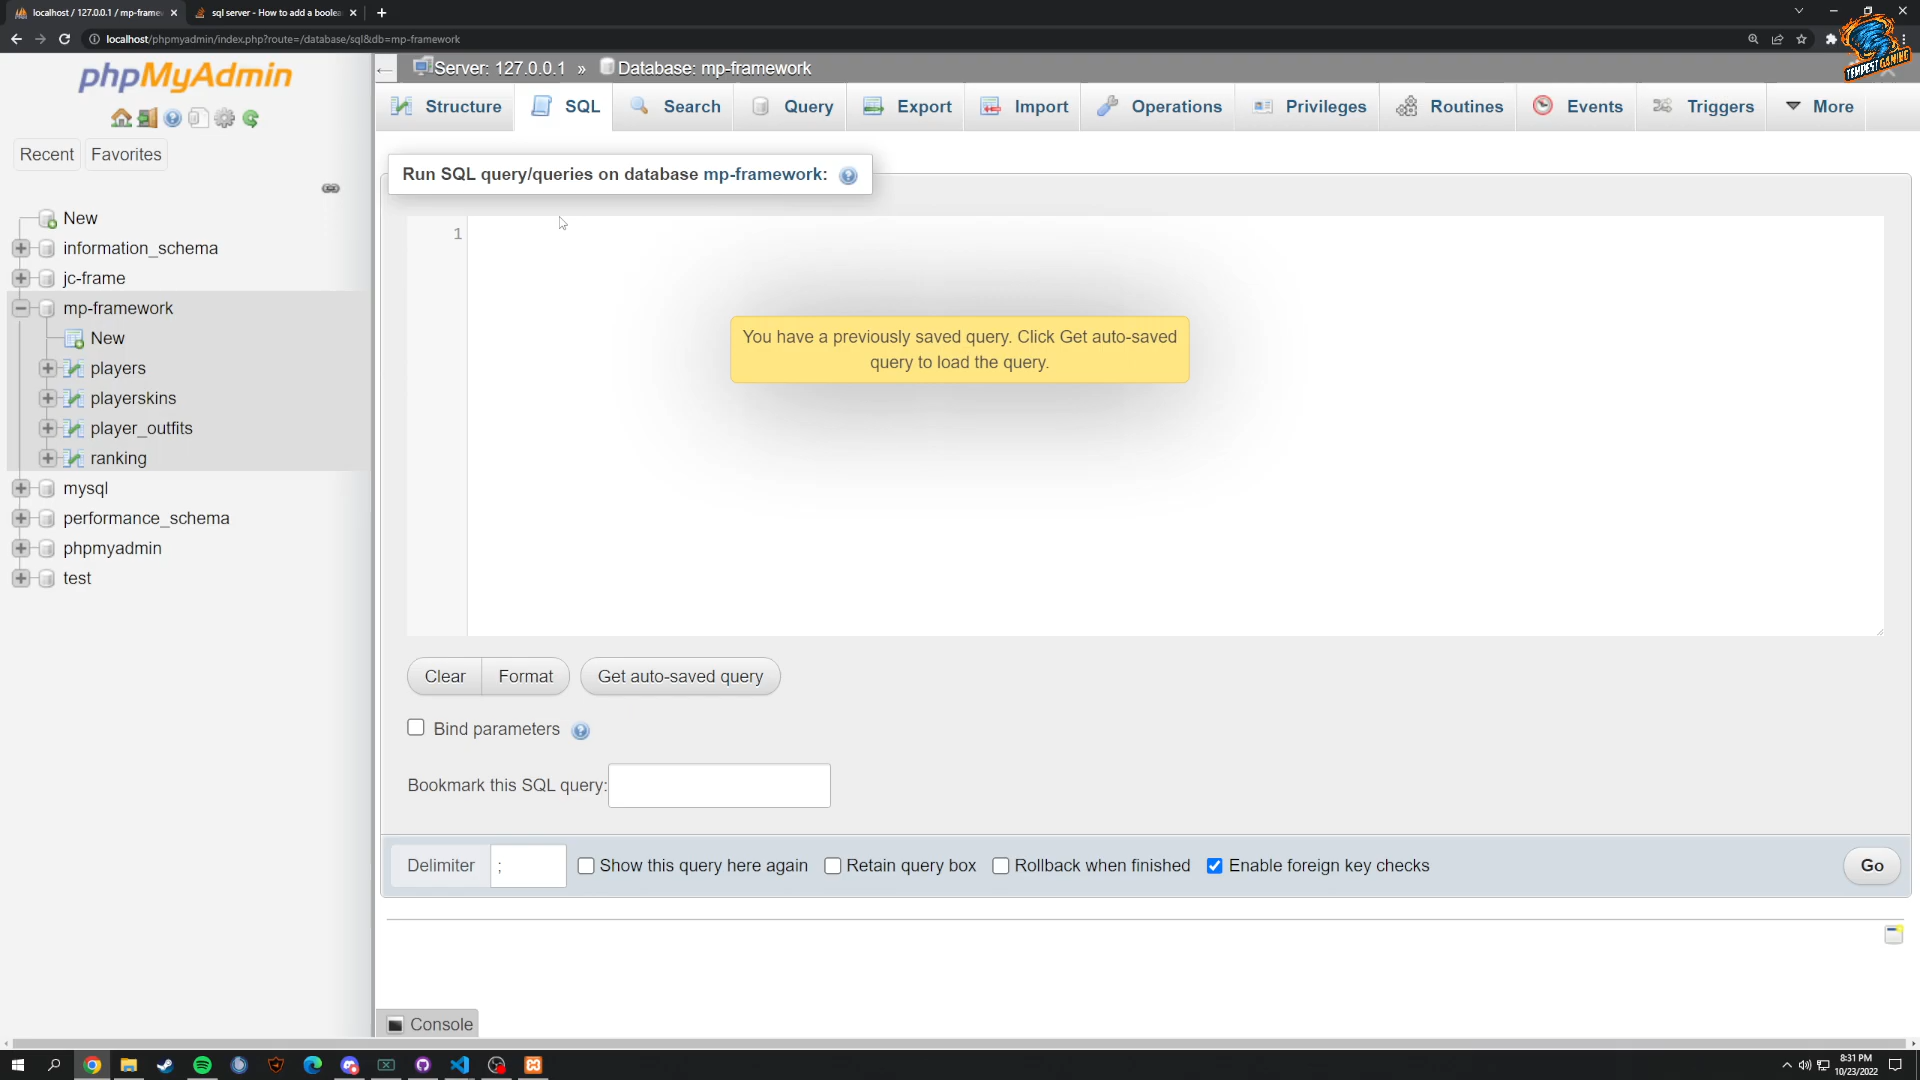 localhost / 127.0.0.1 / mp-frame
sql server - How to add a boolea
localhost/phpmyadmin/index.php?route=/database/sql&db=mp-framework
TEMPEST GAMING
phpMyAdmin
Recent
Favorites
New
information_schema
jc-frame
mp-framework
New
players
playerskins
player_outfits
ranking
mysql
performance_schema
phpmyadmin
test
Server: 127.0.0.1 » Database: mp-framework
Structure
SQL
Search
Query
Export
Import
Operations
Privileges
Routines
Events
Triggers
More
Run SQL query/queries on database mp-framework:
1
You have a previously saved query. Click Get auto-saved
query to load the query.
Clear
Format
Get auto-saved query
Bind parameters
Bookmark this SQL query:
Delimiter
;
Show this query here again
Retain query box
Rollback when finished
Enable foreign key checks
Go
Console
8:31 PM
10/23/2022